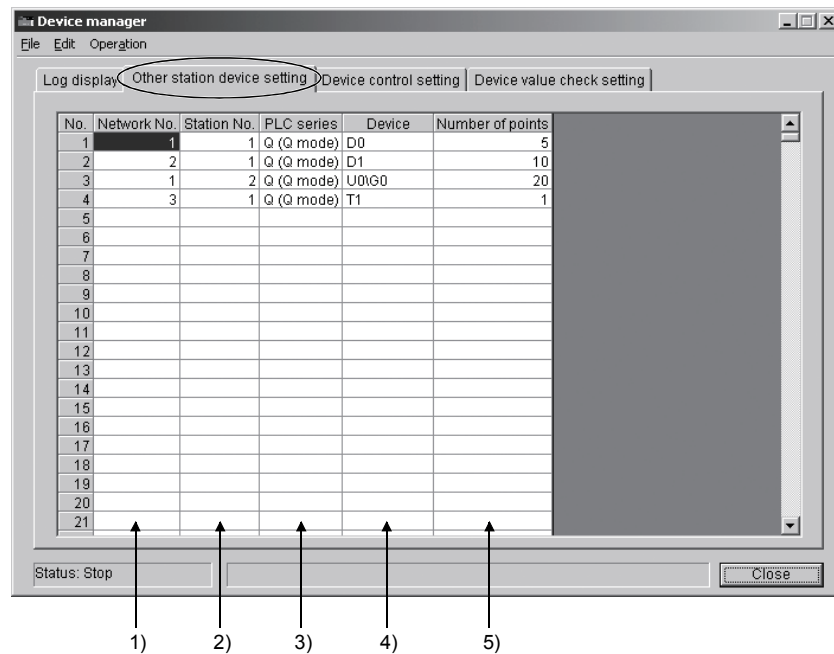 Device manager
File Edit Operation
Log display Other station device setting Device control setting Device value check setting
No. Network No. Station No. PLC series Device Number of points
1 1 1 Q (Q mode) D0 5
2 2 1 Q (Q mode) D1 10
3 1 2 Q (Q mode) U0\G0 20
4 3 1 Q (Q mode) T1 1
5
6
7
8
9
10
11
12
13
14
15
16
17
18
19
20
21
Status: Stop Close
1) 2) 3) 4) 5)